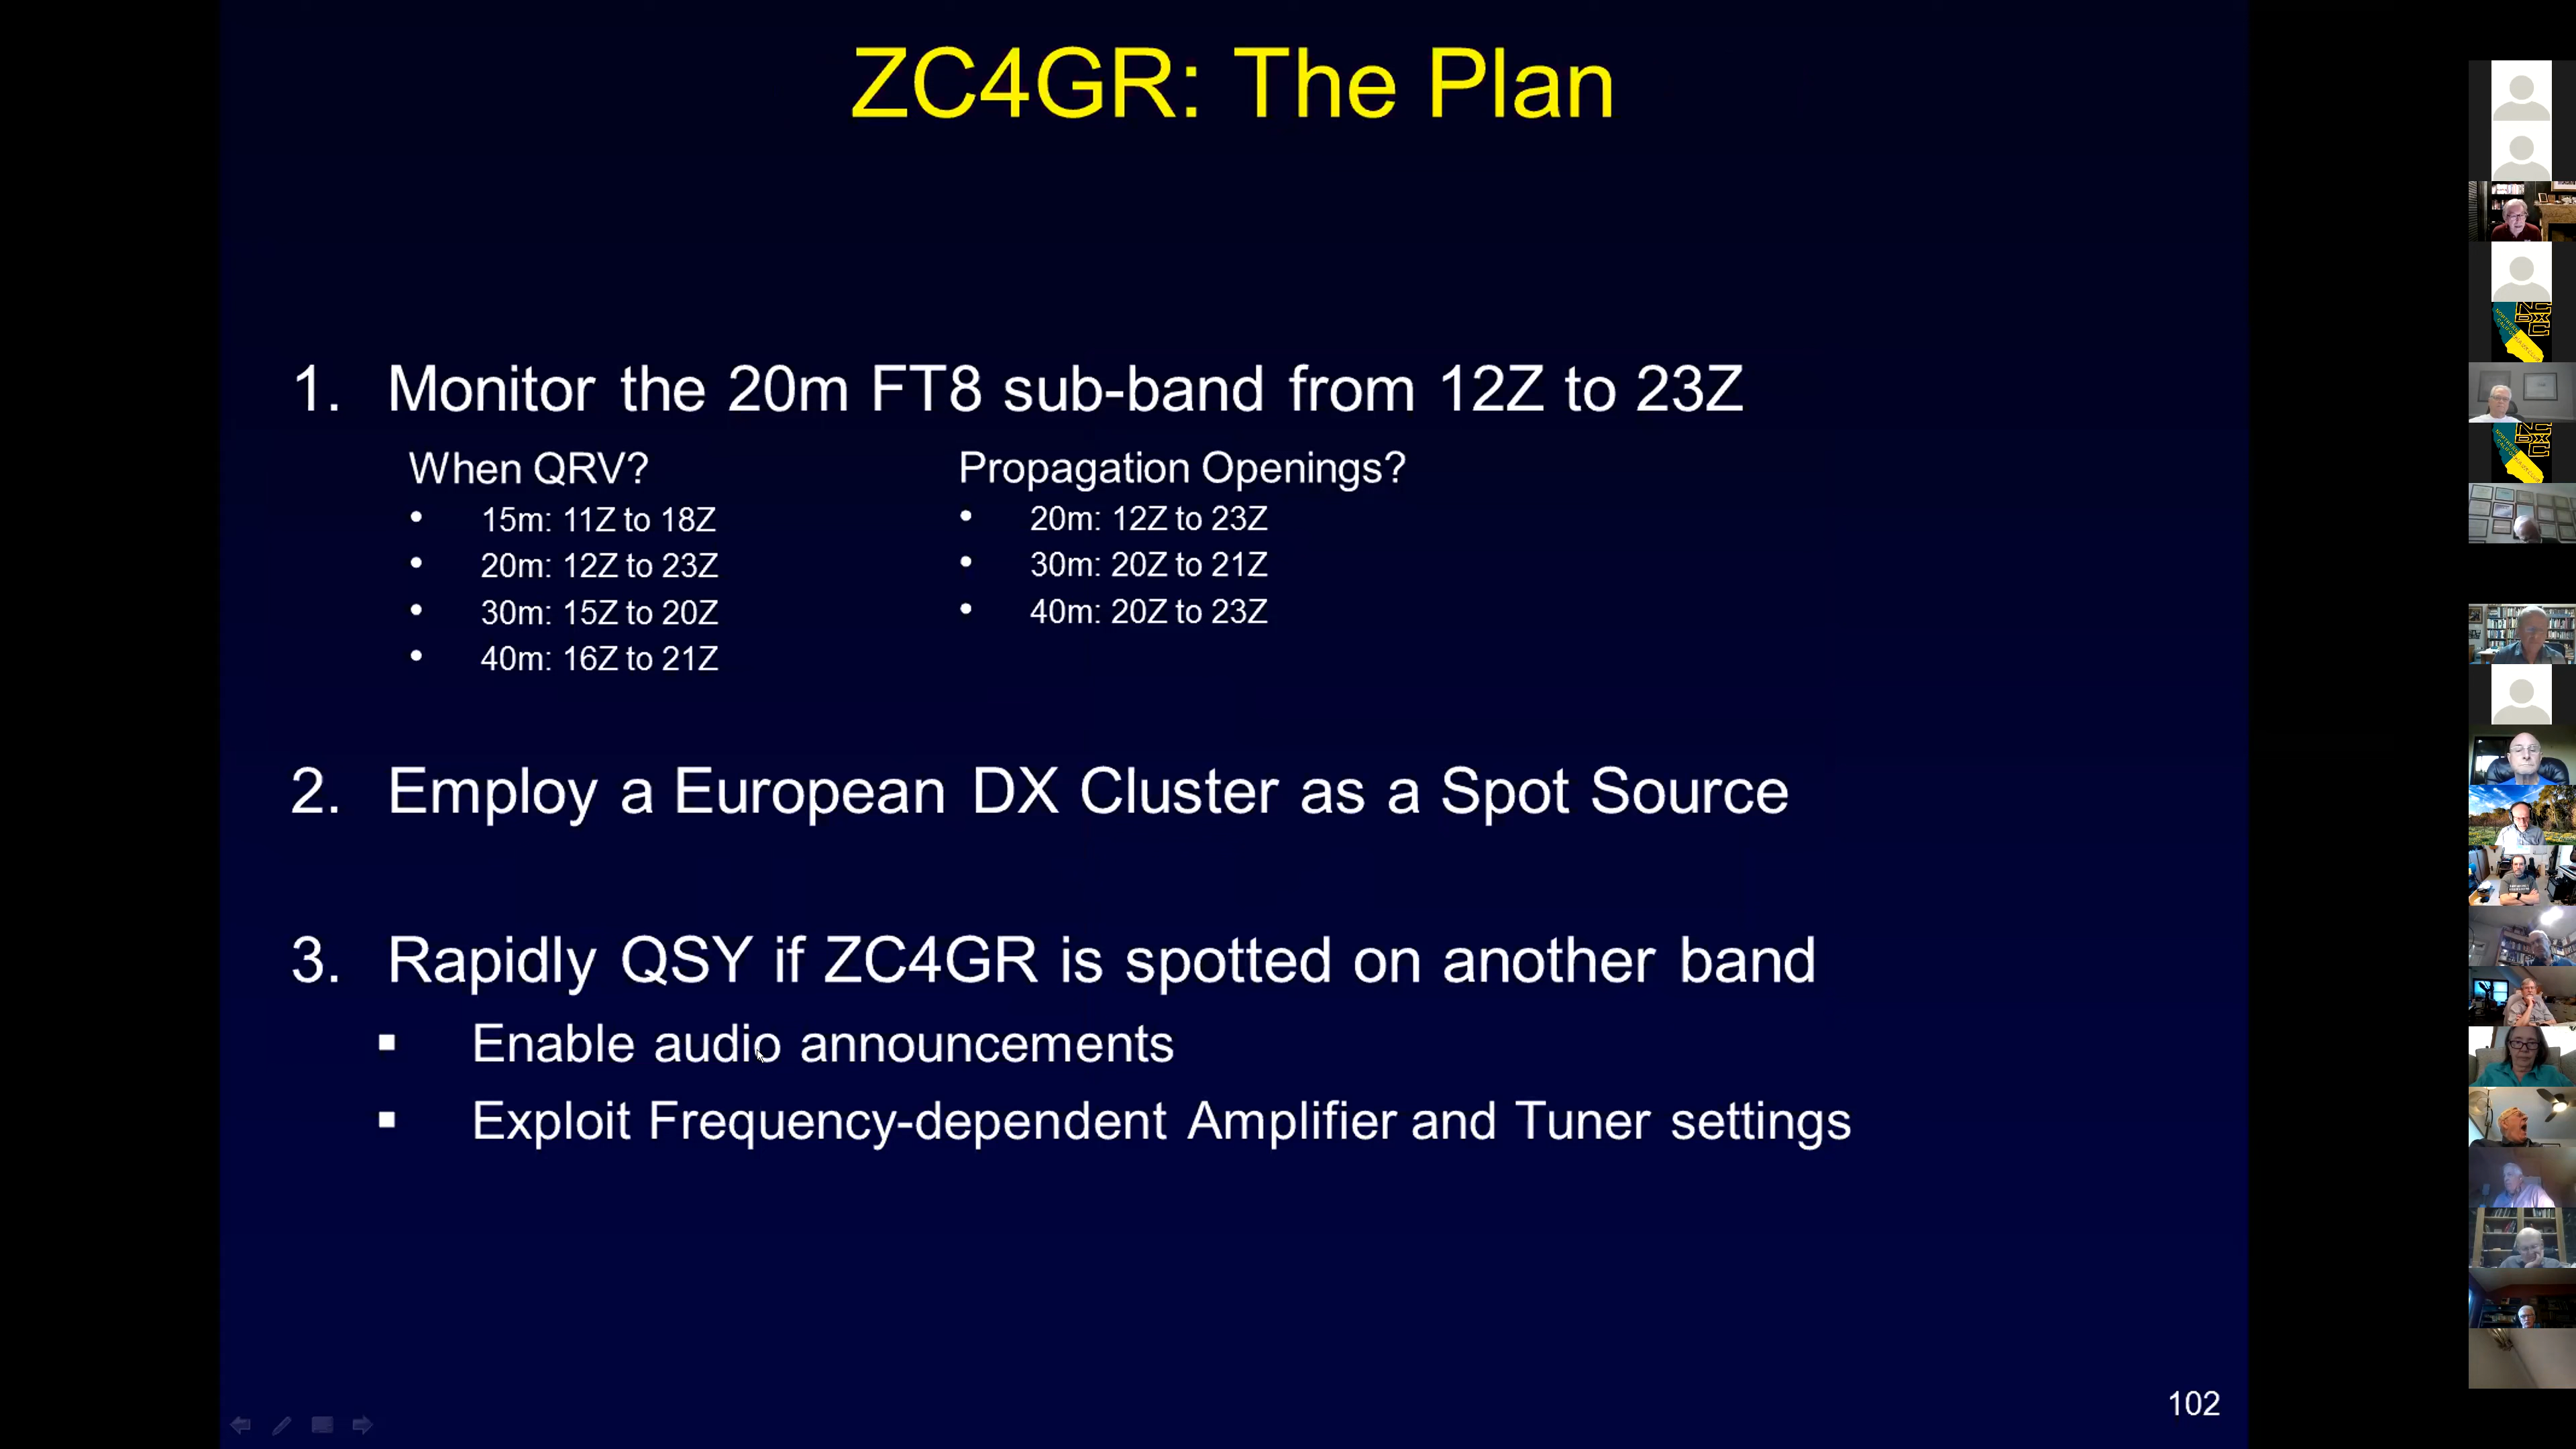 ZC4GR: The Plan
1. Monitor the 20m FT8 sub-band from 12Z to 23Z
When QRV?
• 15m: 11Z to 18Z
• 20m: 12Z to 23Z
• 30m: 15Z to 20Z
• 40m: 16Z to 21Z
Propagation Openings?
• 20m: 12Z to 23Z
• 30m: 20Z to 21Z
• 40m: 20Z to 23Z
2. Employ a European DX Cluster as a Spot Source
3. Rapidly QSY if ZC4GR is spotted on another band
▪ Enable audio announcements
▪ Exploit Frequency-dependent Amplifier and Tuner settings
102